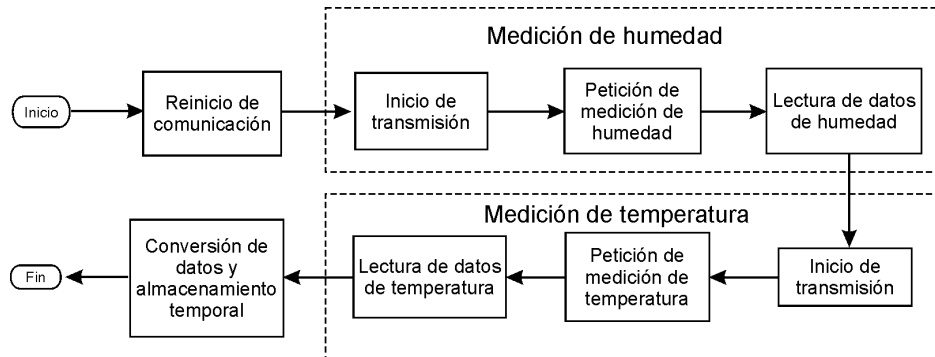 Medición de humedad
Inicio
Reinicio de
comunicación
Inicio de
transmisión
Petición de
medición de
humedad
Lectura de datos
de humedad
Medición de temperatura
Inicio de
transmisión
Petición de
medición de
temperatura
Lectura de datos
de temperatura
Conversión de
datos y
almacenamiento
temporal
Fin